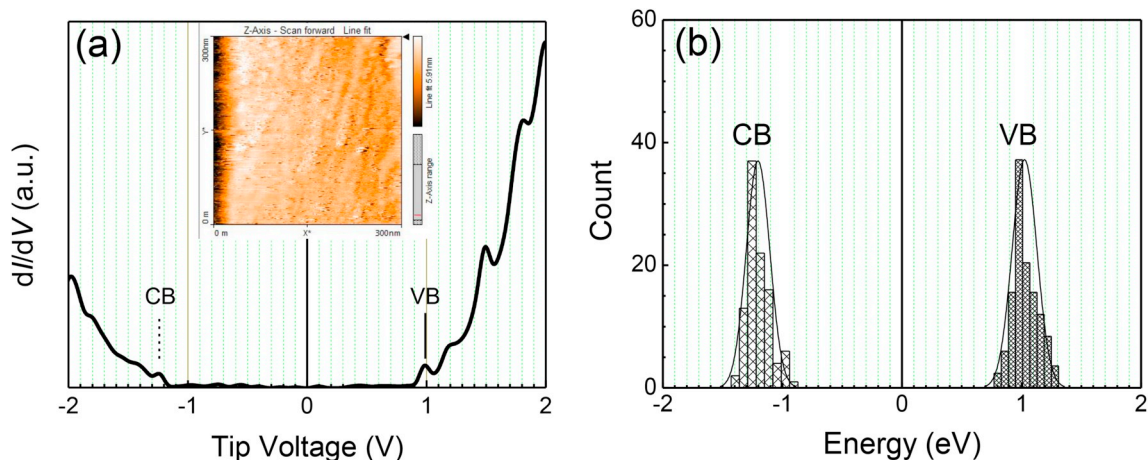 (a)
Z-Axis - Scan forward Line fit
300nm
Y*
0 m
0 m X* 300nm
Line fit 5.91nm
Z-Axis range
CB
VB
dI/dV (a.u.)
-2 -1 0 1 2
Tip Voltage (V)
(b)
60
40
20
0
Count
CB
VB
-2 -1 0 1 2
Energy (eV)